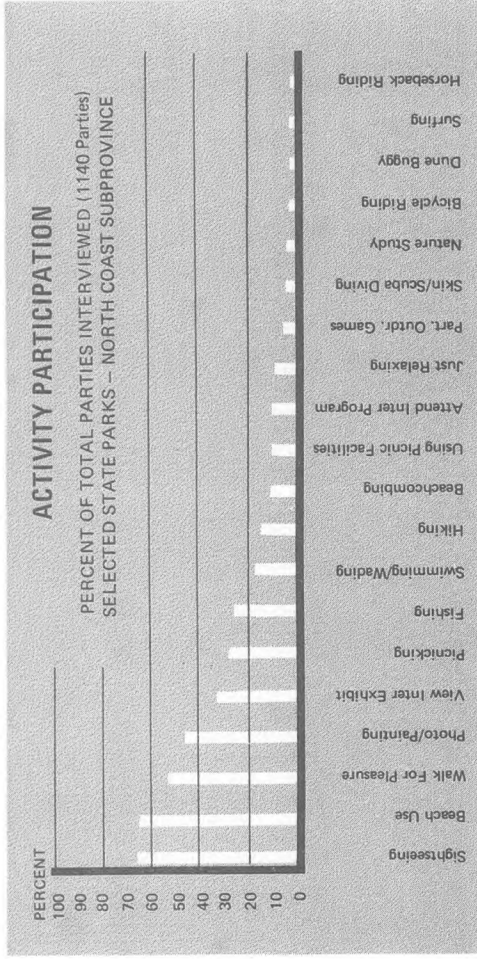 ACTIVITY PARTICIPATION
PERCENT OF TOTAL PARTIES INTERVIEWED (1140 Parties)
SELECTED STATE PARKS – NORTH COAST SUBPROVINCE
PERCENT
100
90
80
70
60
50
40
30
20
10
0
Sightseeing
Beach Use
Walk For Pleasure
Photo/Painting
View Inter Exhibit
Picnicking
Fishing
Swimming/Wading
Hiking
Beachcombing
Using Picnic Facilities
Attend Inter Program
Just Relaxing
Part. Outdr. Games
Skin/Scuba Diving
Nature Study
Bicycle Riding
Dune Buggy
Surfing
Horseback Riding